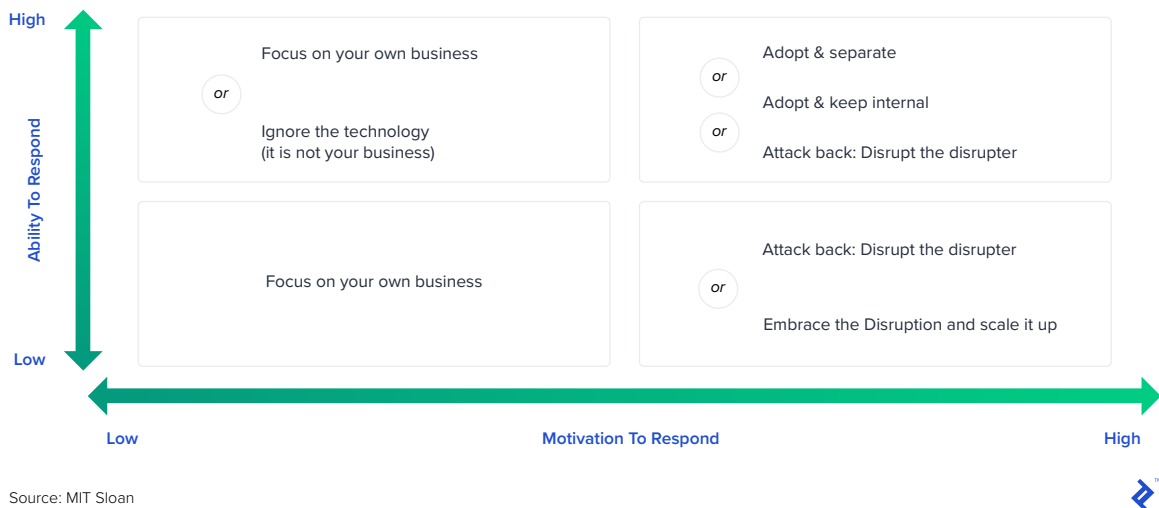 High
Ability To Respond
Low
Focus on your own business
or
Ignore the technology
(it is not your business)
Adopt & separate
or
Adopt & keep internal
or
Attack back: Disrupt the disrupter
Focus on your own business
Attack back: Disrupt the disrupter
or
Embrace the Disruption and scale it up
Low
Motivation To Respond
High
Source: MIT Sloan
TM